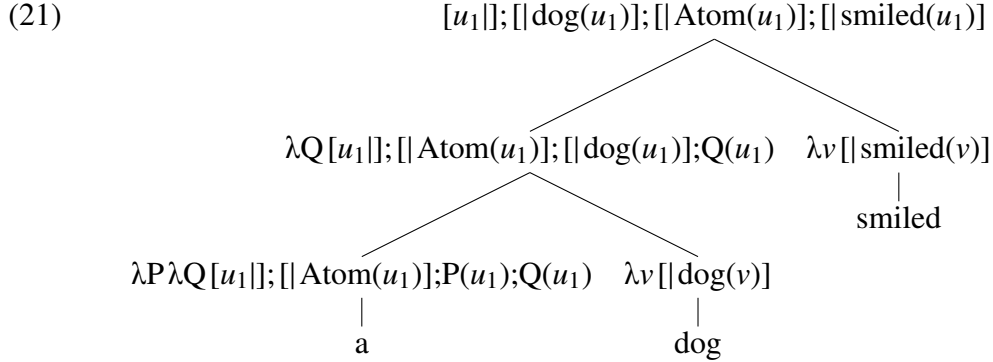 (21) [u₁|];[|dog(u₁)];[|Atom(u₁)];[|smiled(u₁)]
λQ[u₁|];[|Atom(u₁)];[|dog(u₁)];Q(u₁) λv[|smiled(v)]
smiled
λPλQ[u₁|];[|Atom(u₁)];P(u₁);Q(u₁) λv[|dog(v)]
a dog